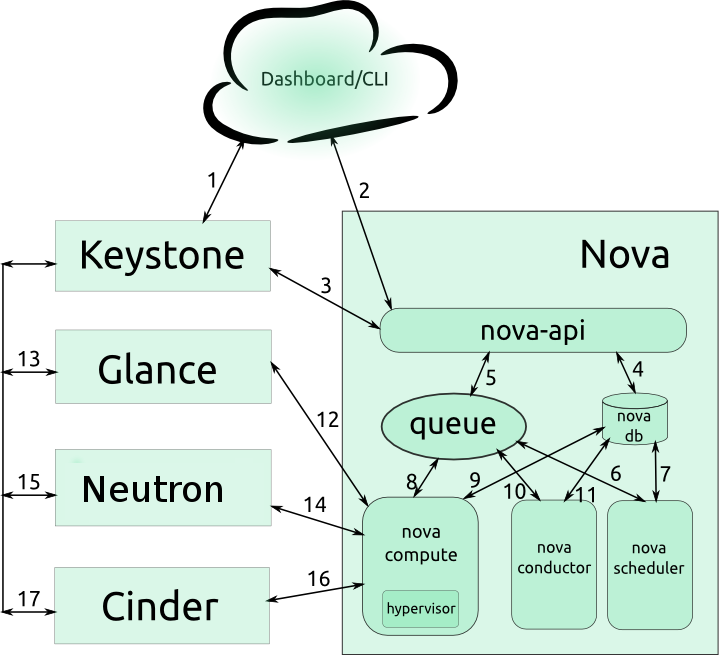 Dashboard/CLI
1
2
Keystone
3
Nova
nova-api
13
Glance
5
4
12
queue
nova
db
15
Neutron
14
8
9
10
11
6
7
nova
compute
nova
conductor
nova
scheduler
16
17
Cinder
hypervisor